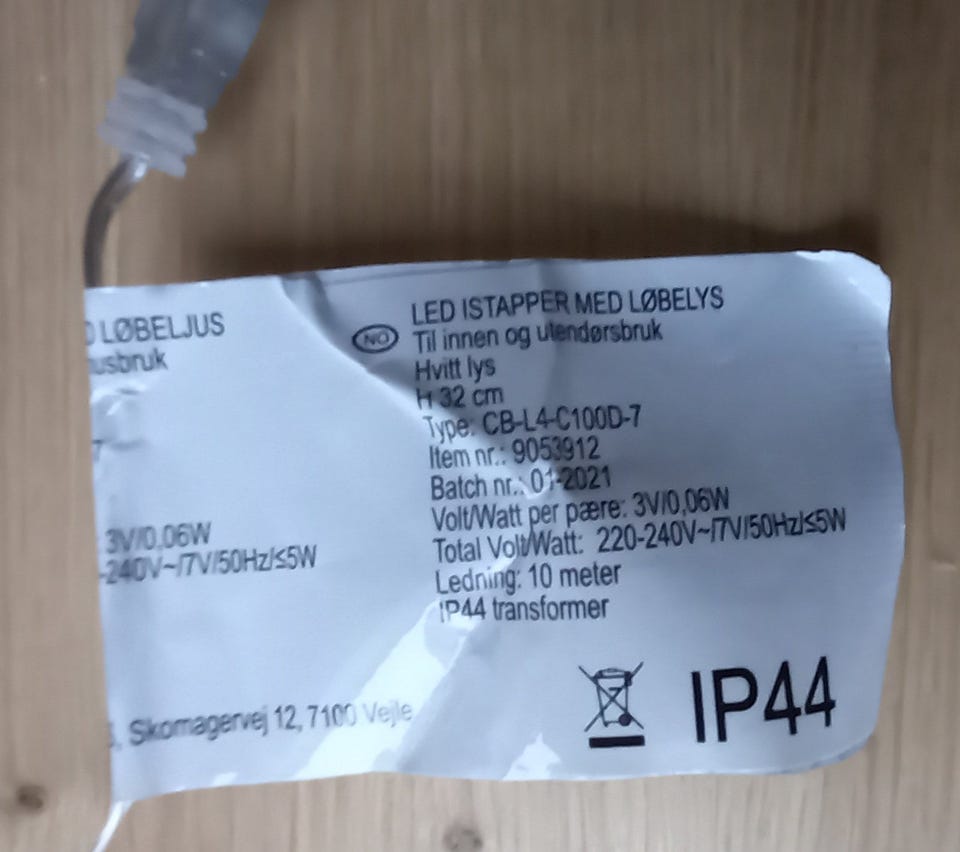 LØBELJUS
usbruk
7
3V/0,06W
-240V~/7V/50Hz/≤5W
Skomagervej 12, 7100 Vejle
NO
LED ISTAPPER MED LØBELYS
Til innen og utendørsbruk
Hvitt lys
H 32 cm
Type: CB-L4-C100D-7
Item nr.: 9053912
Batch nr.: 01-2021
Volt/Watt per pære: 3V/0,06W
Total Volt/Watt: 220-240V~/7V/50Hz/≤5W
Ledning: 10 meter
IP44 transformer
IP44